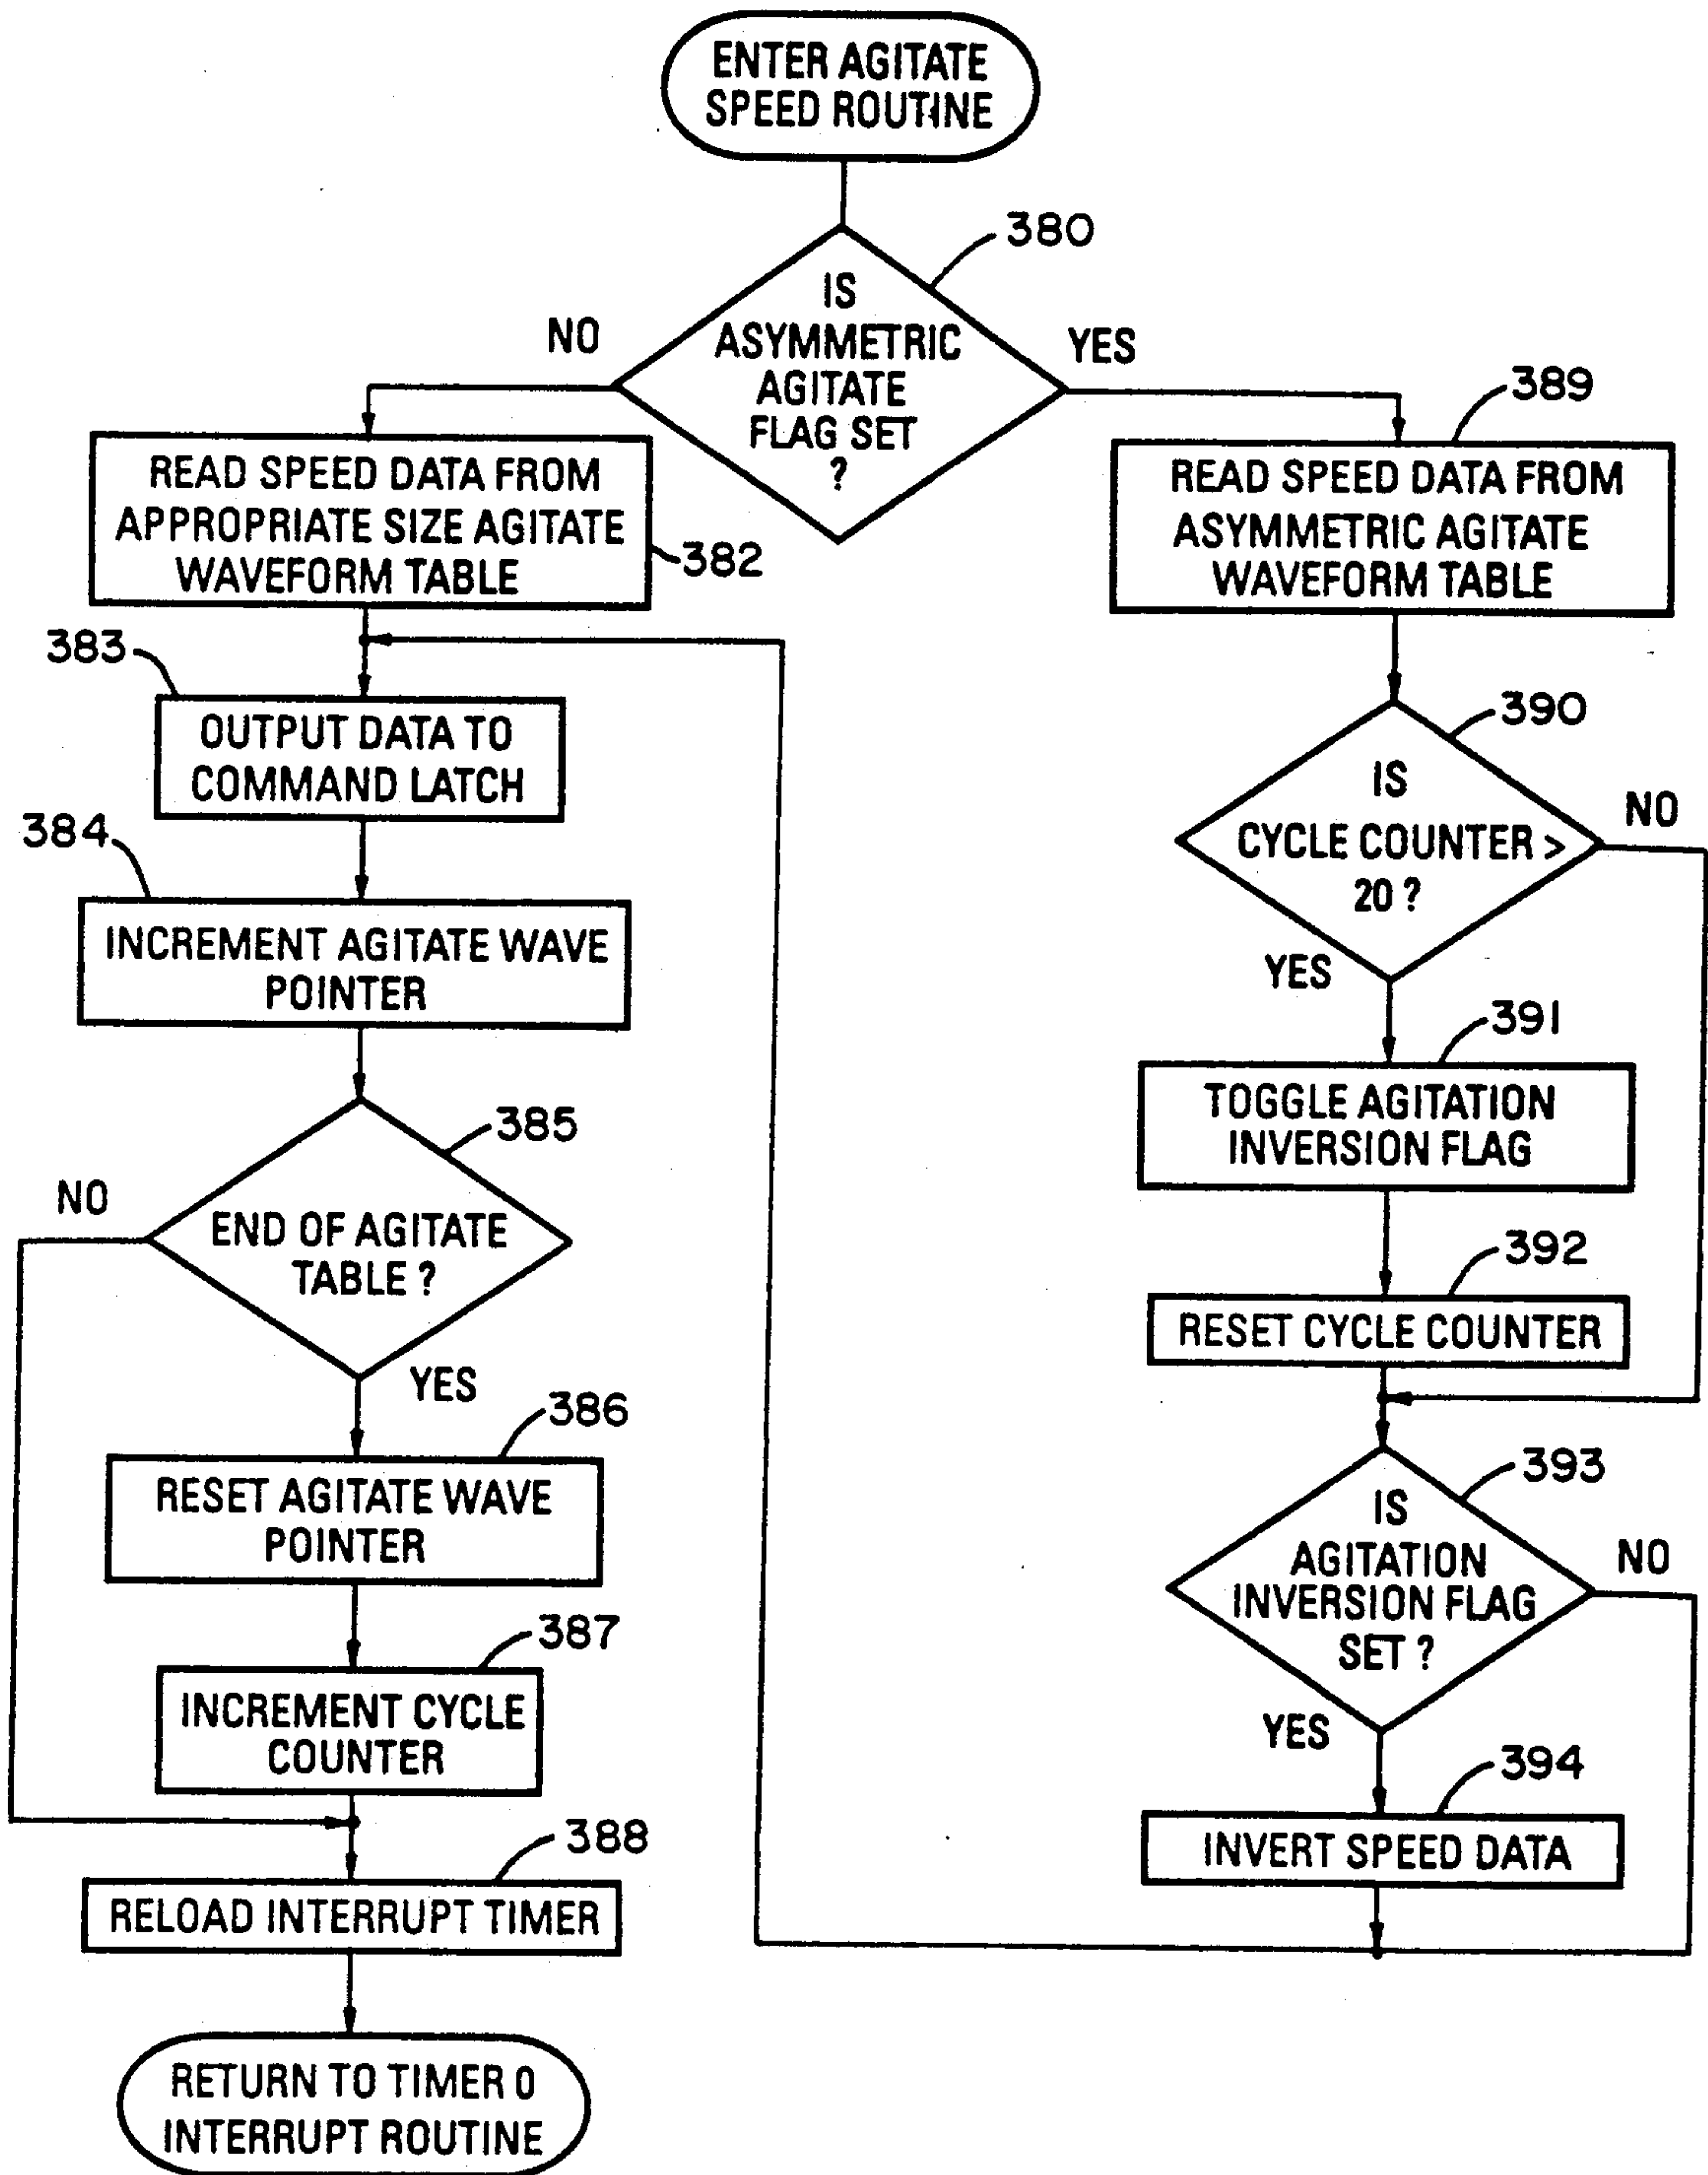 ENTER AGITATE
SPEED ROUTINE
380
IS
ASYMMETRIC
AGITATE
FLAG SET
?
NO
YES
READ SPEED DATA FROM
APPROPRIATE SIZE AGITATE
WAVEFORM TABLE
382
389
READ SPEED DATA FROM
ASYMMETRIC AGITATE
WAVEFORM TABLE
383
OUTPUT DATA TO
COMMAND LATCH
384
INCREMENT AGITATE WAVE
POINTER
385
END OF AGITATE
TABLE ?
NO
YES
386
RESET AGITATE WAVE
POINTER
387
INCREMENT CYCLE
COUNTER
388
RELOAD INTERRUPT TIMER
RETURN TO TIMER 0
INTERRUPT ROUTINE
390
IS
CYCLE COUNTER >
20 ?
NO
YES
391
TOGGLE AGITATION
INVERSION FLAG
392
RESET CYCLE COUNTER
393
IS
AGITATION
INVERSION FLAG
SET ?
NO
YES
394
INVERT SPEED DATA